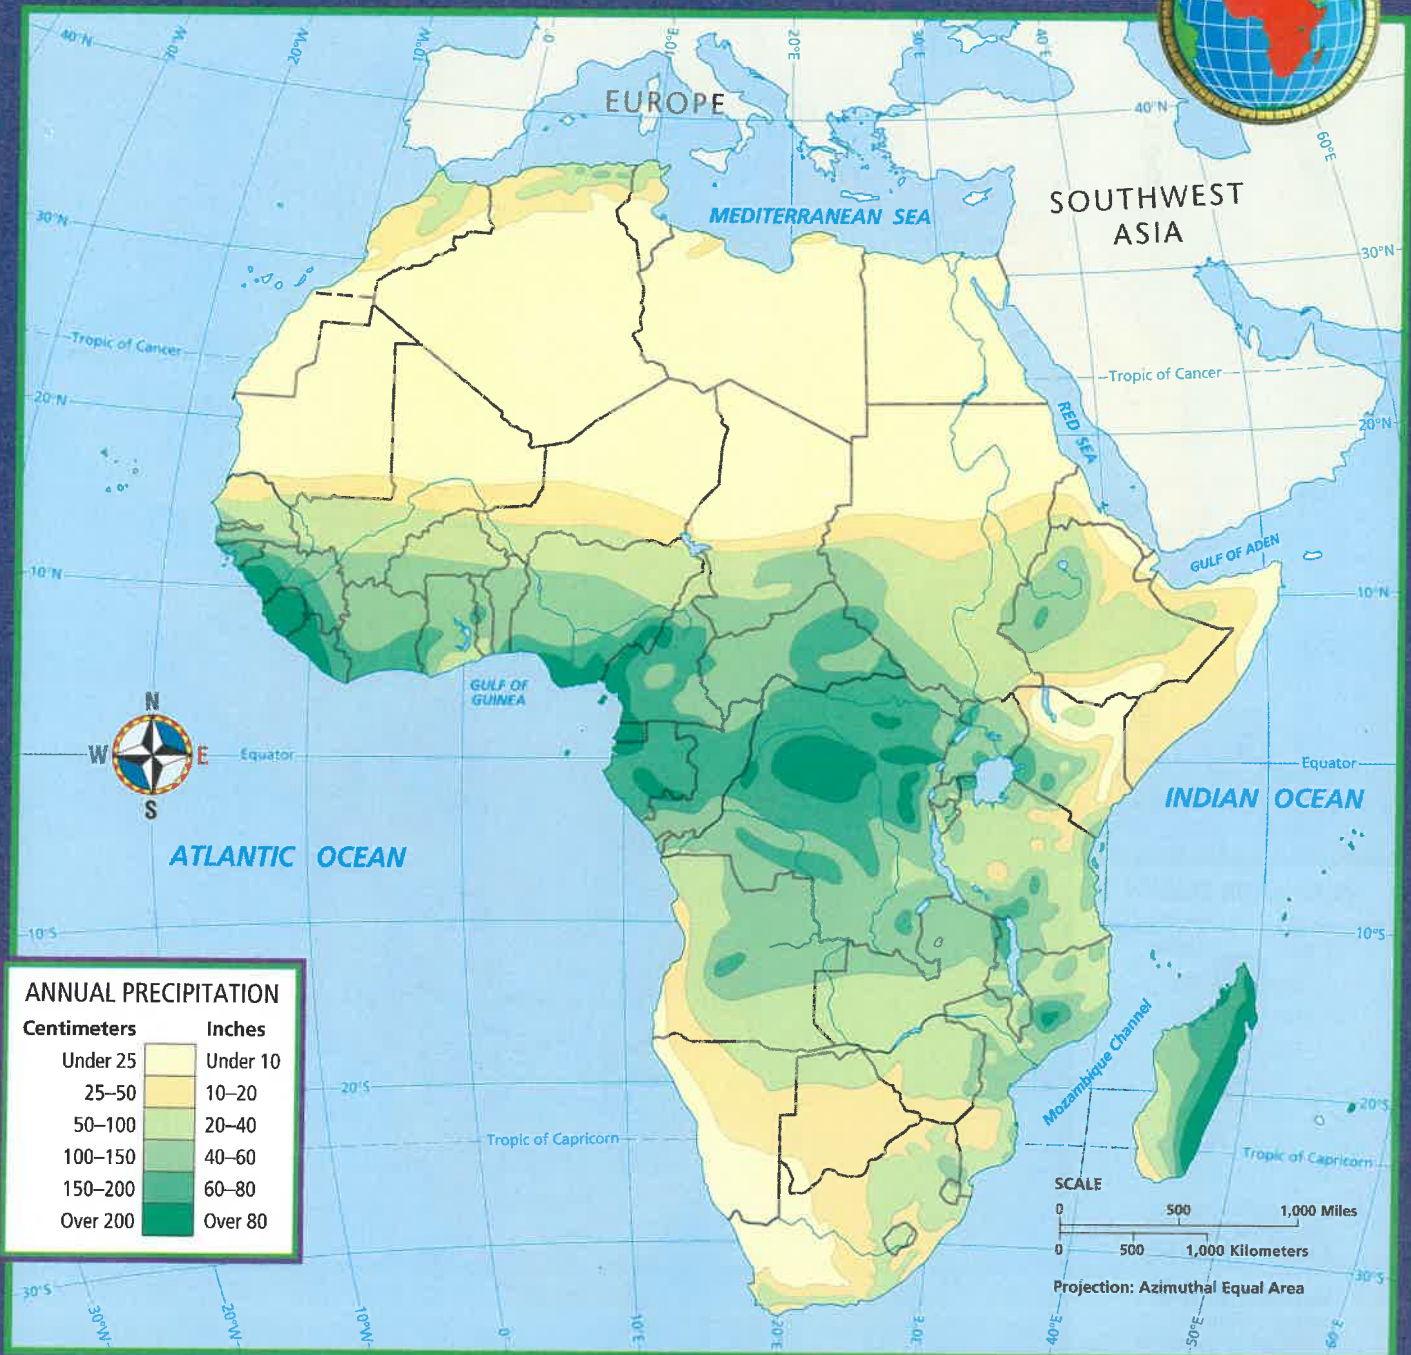 40°N
30°W
20°W
10°W
0°
10°E
20°E
30°E
40°E
EUROPE
40°N
60°E
SOUTHWEST
ASIA
MEDITERRANEAN SEA
30°N
30°N
Tropic of Cancer
Tropic of Cancer
20°N
RED SEA
20°N
GULF OF ADEN
10°N
10°N
GULF OF
GUINEA
N
W
E
S
Equator
Equator
INDIAN OCEAN
ATLANTIC OCEAN
10°S
10°S
ANNUAL PRECIPITATION
Centimeters Inches
Under 25 Under 10
25–50 10–20
50–100 20–40
100–150 40–60
150–200 60–80
Over 200 Over 80
Mozambique Channel
20°S
20°S
Tropic of Capricorn
Tropic of Capricorn
SCALE
0 500 1,000 Miles
0 500 1,000 Kilometers
Projection: Azimuthal Equal Area
30°S
30°S
30°W
20°W
10°W
0°
10°E
20°E
30°E
40°E
50°E
60°E